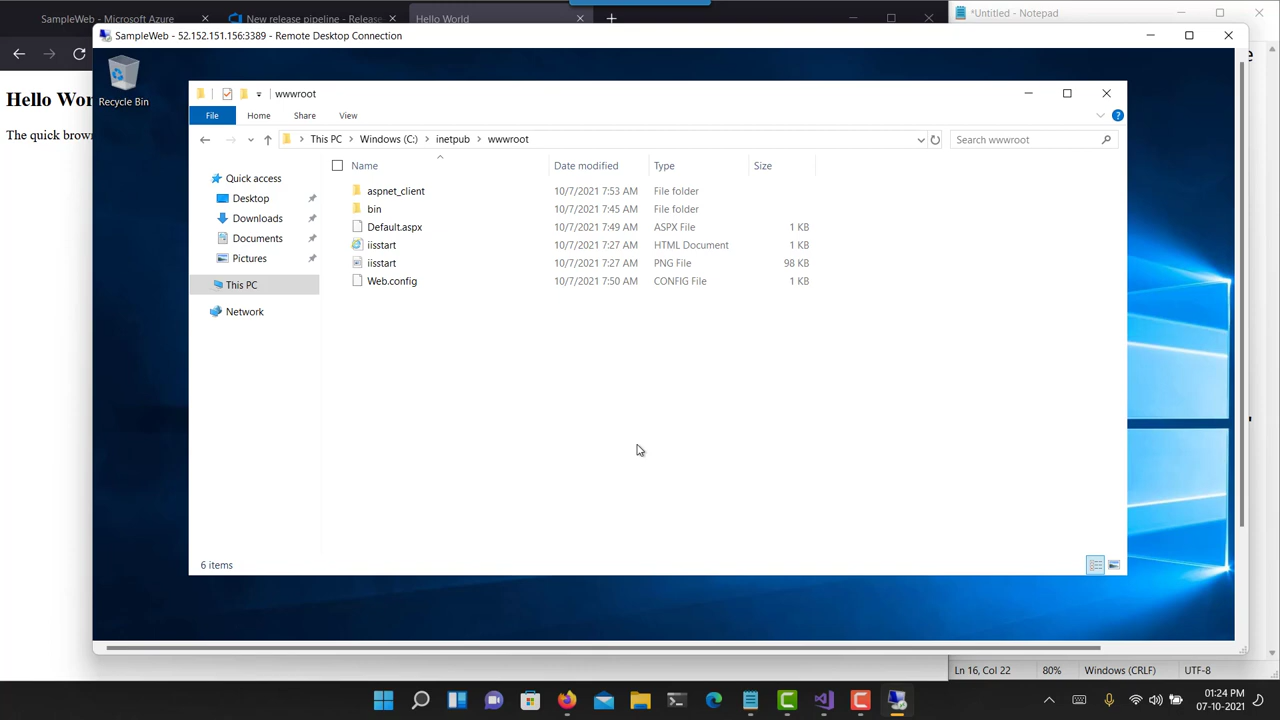 SampleWeb - Microsoft Azure
New release pipeline - Release
Hello World
*Untitled - Notepad
SampleWeb - 52.152.151.156:3389 - Remote Desktop Connection
Hello Wor
The quick brown
Recycle Bin
wwwroot
File
Home
Share
View
This PC
Windows (C:)
inetpub
wwwroot
Search wwwroot
Name
Date modified
Type
Size
Quick access
Desktop
Downloads
Documents
Pictures
This PC
Network
aspnet_client 10/7/2021 7:53 AM File folder
bin 10/7/2021 7:45 AM File folder
Default.aspx 10/7/2021 7:49 AM ASPX File 1 KB
iisstart 10/7/2021 7:27 AM HTML Document 1 KB
iisstart 10/7/2021 7:27 AM PNG File 98 KB
Web.config 10/7/2021 7:50 AM CONFIG File 1 KB
6 items
Ln 16, Col 22
80%
Windows (CRLF)
UTF-8
01:24 PM
07-10-2021